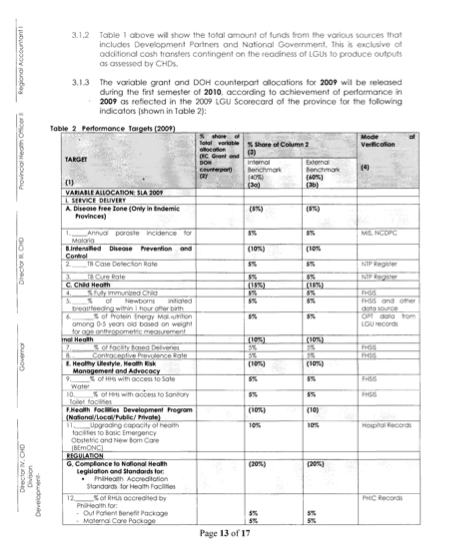 3.1.2 Table 1 above will show the total amount of funds from the various sources that
includes Development Partners and National Government. This is exclusive of
additional cash transfers contingent on the readiness of LGUs to produce outputs
as assessed by CHDs.
3.1.3 The variable grant and DOH counterpart allocations for 2009 will be released
during the first semester of 2010, according to achievement of performance in
2009 as reflected in the 2009 LGU Scorecard of the province for the following
indicators (shown in Table 2):
Table 2 Performance Targets (2009)
TARGET
(1)
% share of
Total variable
allocation
(EC Grant and
DOH
counterpart)
(2)
% Share of Column 2
(3)
Internal
Benchmark
(40%)
(3a)
External
Benchmark
(60%)
(3b)
Mode of
Verification
(4)
VARIABLE ALLOCATION: SLA 2009
I. SERVICE DELIVERY
A. Disease Free Zone (Only in Endemic
Provinces)
(5%) (5%)
1. ____Annual parasite incidence for
Malaria
5% 5% MIS, NCDPC
B.Intensified Disease Prevention and
Control
(10%) (10%
2. ____TB Case Detection Rate 5% 5% NTP Register
3. ____TB Cure Rate 5% 5% NTP Register
C. Child Health (15%) (15%)
4. ____% Fully Immunized Child 5% 5% FHSIS
5. ____% of Newborns initiated
breastfeeding within 1 hour after birth
5% 5% FHSIS and other
data source
6. ____% of Protein Energy Malnutrition
among 0-5 years old based on weight
for age anthropometric measurement
5% 5% OPT data from
LGU records
rnal Health (10%) (10%)
7. ____% of Facility Based Deliveries 5% 5% FHSIS
8. ____Contraceptive Prevalence Rate 5% 5% FHSIS
E. Healthy Lifestyle, Health Risk
Management and Advocacy
(10%) (10%)
9. ____% of HHs with access to Safe
Water
5% 5% FHSIS
10. ____% of HHs with access to Sanitary
Toilet facilities
5% 5% FHSIS
F.Health Facilities Development Program
(National/Local/Public/ Private)
(10%) (10)
11. ____Upgrading capacity of health
facilities to Basic Emergency
Obstetric and New Born Care
(BEmONC)
10% 10% Hospital Records
REGULATION
G. Compliance to National Health
Legislation and Standards for:
• PhilHealth Accreditation
Standards for Health Facilities
(20%) (20%)
12. ____% of RHUs accredited by
PhilHealth for:
- Out Patient Benefit Package
- Maternal Care Package
5% 5%
5% 5%
PHIC Records
Page 13 of 17
Regional Accountant I
Provincial Health Officer II
Director III, CHD
Governor
Director IV, CHD
Division
Development-